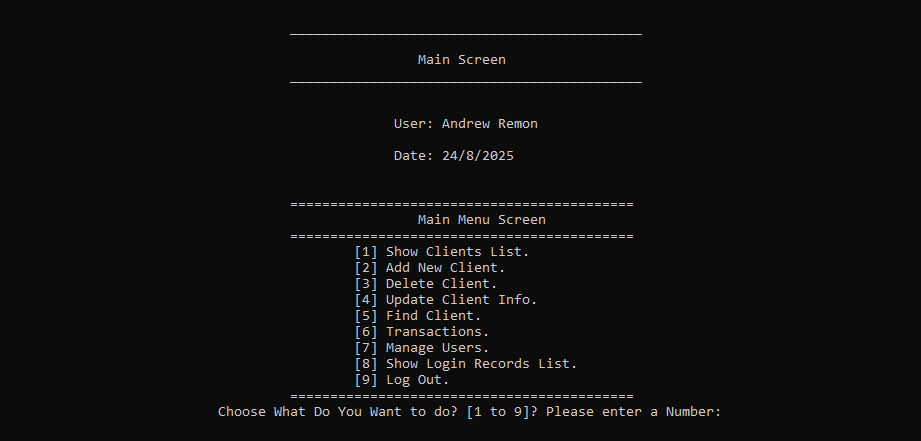 ____________________________________________
Main Screen
____________________________________________
User: Andrew Remon
Date: 24/8/2025
===========================================
Main Menu Screen
===========================================
[1] Show Clients List.
[2] Add New Client.
[3] Delete Client.
[4] Update Client Info.
[5] Find Client.
[6] Transactions.
[7] Manage Users.
[8] Show Login Records List.
[9] Log Out.
===========================================
Choose What Do You Want to do? [1 to 9]? Please enter a Number: